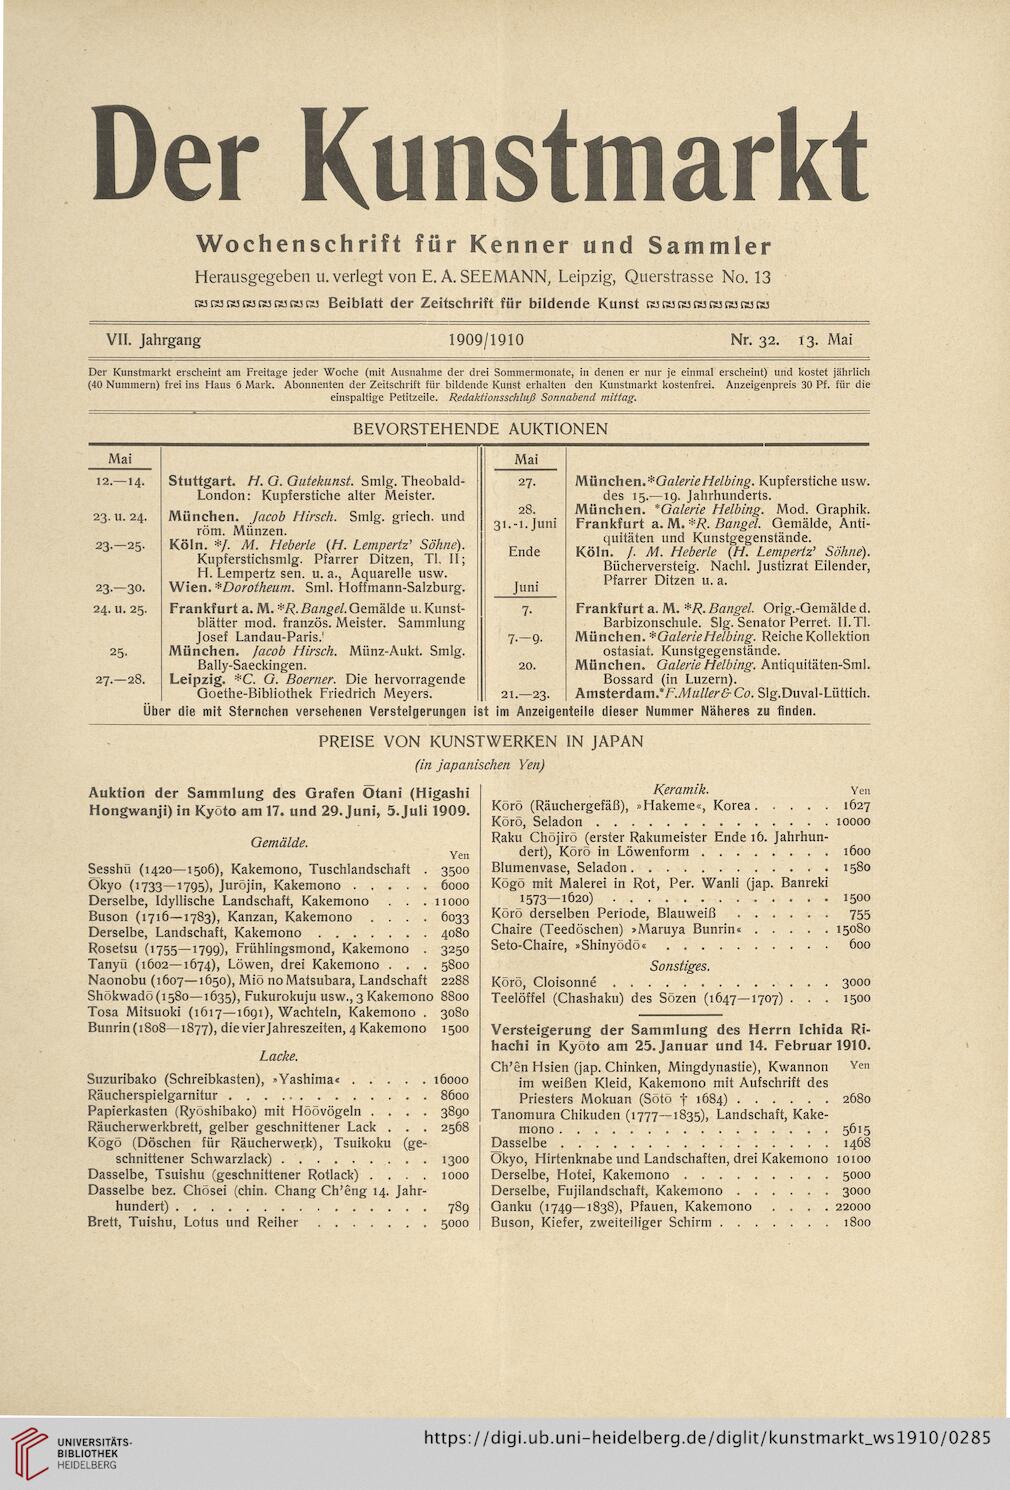 Der Kunstmarkt
Wochenschrift für Kenner und Sammler
Herausgegeben u. verlegt von E. A. SEEMANN, Leipzig, Querstrasse No. 13
Beiblatt der Zeitschrift für bildende Kunst
VII. Jahrgang 1909/1910 Nr. 32. 13. Mai
Der Kunstmarkt erscheint am Freitage jeder Woche (mit Ausnahme der drei Sommermonate, in denen er nur je einmal erscheint) und kostet jährlich
(40 Nummern) frei ins Haus 6 Mark. Abonnenten der Zeitschrift für bildende Kunst erhalten den Kunstmarkt kostenfrei. Anzeigenpreis 30 Pf. für die
einspaltige Petitzeile. Redaktionsschluß Sonnabend mittag.
BEVORSTEHENDE AUKTIONEN
Mai
12.—14. Stuttgart. H. G. Gutekunst. Smlg. Theobald-
London: Kupferstiche alter Meister.
23. u. 24. München. Jacob Hirsch. Smlg. griech. und
röm. Münzen.
23.—25. Köln. *J. M. Heberle (H. Lempertz' Söhne).
Kupferstichsmlg. Pfarrer Ditzen, Tl. II;
H. Lempertz sen. u. a., Aquarelle usw.
23.—30. Wien. *Dorotheum. Sml. Hoffmann-Salzburg.
24. u. 25. Frankfurt a. M. *R. Bangel. Gemälde u. Kunst-
blätter mod. französ. Meister. Sammlung
Josef Landau-Paris.
25. München. Jacob Hirsch. Münz-Aukt. Smlg.
Bally-Saeckingen.
27.—28. Leipzig. *C. G. Boerner. Die hervorragende
Goethe-Bibliothek Friedrich Meyers.
Mai
27. München. *Galerie Helbing. Kupferstiche usw.
des 15.—19. Jahrhunderts.
28. München. *Galerie Helbing. Mod. Graphik.
31.-1. Juni Frankfurt a. M. *R. Bangel. Gemälde, Anti-
quitäten und Kunstgegenstände.
Ende Köln. J. M. Heberle (H. Lempertz' Söhne).
Bücherversteig. Nachl. Justizrat Eilender,
Pfarrer Ditzen u. a.
Juni
7. Frankfurt a. M. *R. Bangel. Orig.-Gemälde d.
Barbizonschule. Slg. Senator Perret. II. Tl.
7.—9. München. *Galerie Helbing. Reiche Kollektion
ostasiat. Kunstgegenstände.
20. München. Galerie Helbing. Antiquitäten-Sml.
Bossard (in Luzern).
21.—23. Amsterdam. *F. Muller & Co. Slg. Duval-Lüttich.
Über die mit Sternchen versehenen Versteigerungen ist im Anzeigenteile dieser Nummer Näheres zu finden.
PREISE VON KUNSTWERKEN IN JAPAN
(in japanischen Yen)
Auktion der Sammlung des Grafen Ōtani (Higashi
Hongwanji) in Kyōto am 17. und 29. Juni, 5. Juli 1909.
Gemälde.
Yen
Sesshū (1420—1506), Kakemono, Tuschlandschaft . 3500
Ōkyo (1733—1795), Jurōjin, Kakemono . . . . . 6000
Derselbe, Idyllische Landschaft, Kakemono . . . 11000
Buson (1716—1783), Kanzan, Kakemono . . . . 6033
Derselbe, Landschaft, Kakemono . . . . . . . 4080
Rosetsu (1755—1799), Frühlingsmond, Kakemono . 3250
Tanyū (1602—1674), Löwen, drei Kakemono . . . 5800
Naonobu (1607—1650), Miō no Matsubara, Landschaft 2288
Shōkwadō (1580—1635), Fukurokuju usw., 3 Kakemono 8800
Tosa Mitsuoki (1617—1691), Wachteln, Kakemono . 3080
Bunrin (1808—1877), die vier Jahreszeiten, 4 Kakemono 1500
Lacke.
Suzuribako (Schreibkasten), »Yashima« . . . . . 16000
Räucherspielgarnitur . . . . . . . . . . . . . 8600
Papierkasten (Ryōshibako) mit Hōōvögeln . . . . 3890
Räucherwerkbrett, gelber geschnittener Lack . . . 2568
Kōgō (Döschen für Räucherwerk), Tsuikoku (ge-
schnittener Schwarzlack) . . . . . . . . . 1300
Dasselbe, Tsuishu (geschnittener Rotlack) . . . . 1000
Dasselbe bez. Chōsei (chin. Chang Ch'êng 14. Jahr-
hundert) . . . . . . . . . . . . . . . 789
Brett, Tuishu, Lotus und Reiher . . . . . . . 5000
Keramik. Yen
Kōrō (Räuchergefäß), »Hakeme«, Korea . . . . . 1627
Kōrō, Seladon . . . . . . . . . . . . . 10000
Raku Chōjirō (erster Rakumeister Ende 16. Jahrhun-
dert), Kōrō in Löwenform . . . . . . . . 1600
Blumenvase, Seladon . . . . . . . . . . . 1580
Kōgō mit Malerei in Rot, Per. Wanli (jap. Banreki
1573—1620) . . . . . . . . . . . . 1500
Kōrō derselben Periode, Blauweiß . . . . . . 755
Chaire (Teedöschen) »Maruya Bunrin« . . . . . 15080
Seto-Chaire, »Shinyōdō« . . . . . . . . . . 600
Sonstiges.
Kōrō, Cloisonné . . . . . . . . . . . . 3000
Teelöffel (Chashaku) des Sōzen (1647—1707) . . . 1500
Versteigerung der Sammlung des Herrn Ichida Ri-
hachi in Kyōto am 25. Januar und 14. Februar 1910.
Ch'ên Hsien (jap. Chinken, Mingdynastie), Kwannon Yen
im weißen Kleid, Kakemono mit Aufschrift des
Priesters Mokuan (Sōtō † 1684) . . . . . . 2680
Tanomura Chikuden (1777—1835), Landschaft, Kake-
mono . . . . . . . . . . . . . . . . 5615
Dasselbe . . . . . . . . . . . . . . . . 1468
Ōkyo, Hirtenknabe und Landschaften, drei Kakemono 10100
Derselbe, Hotei, Kakemono . . . . . . . . 5000
Derselbe, Fujilandschaft, Kakemono . . . . . . 3000
Ganku (1749—1838), Pfauen, Kakemono . . . . 22000
Buson, Kiefer, zweiteiliger Schirm . . . . . . . 1800
UNIVERSITÄTS-
BIBLIOTHEK
HEIDELBERG
https://digi.ub.uni-heidelberg.de/diglit/kunstmarkt_ws1910/0285